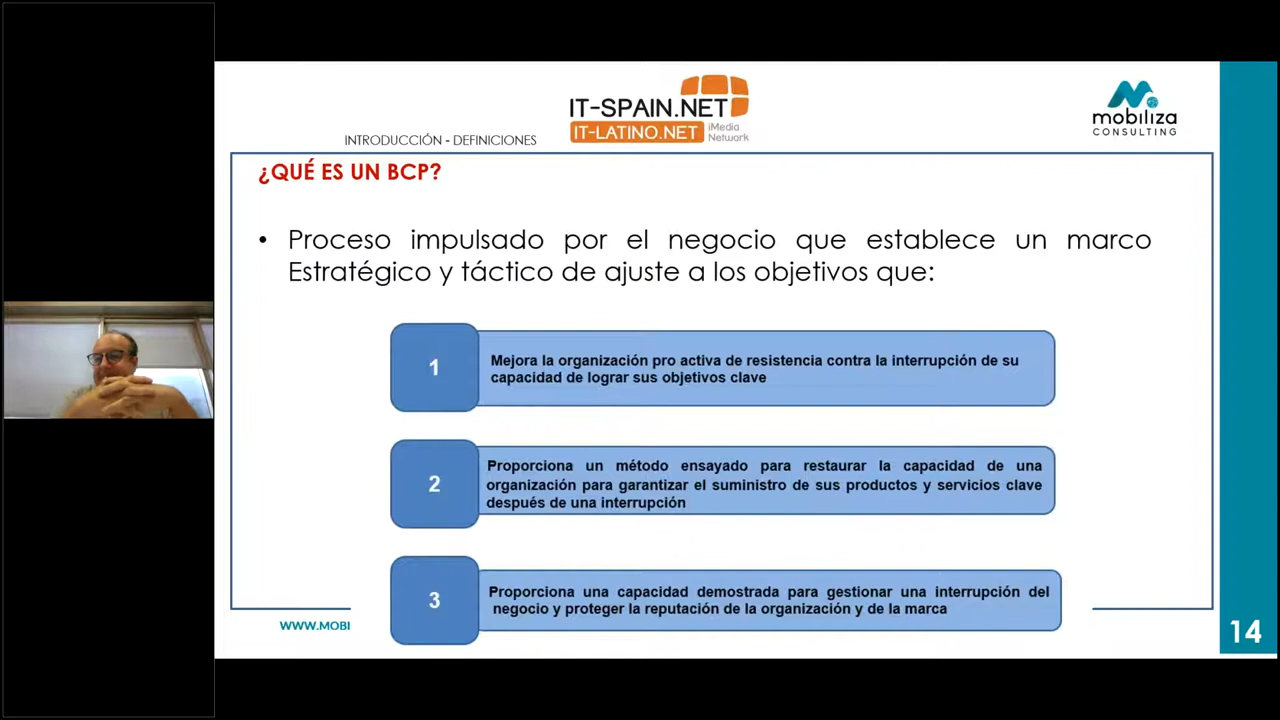 IT-SPAIN.NET
IT-LATINO.NET
iMedia
Network
mobiliza
CONSULTING
INTRODUCCIÓN - DEFINICIONES
¿QUÉ ES UN BCP?
• Proceso impulsado por el negocio que establece un marco
Estratégico y táctico de ajuste a los objetivos que:
1
Mejora la organización pro activa de resistencia contra la interrupción de su
capacidad de lograr sus objetivos clave
2
Proporciona un método ensayado para restaurar la capacidad de una
organización para garantizar el suministro de sus productos y servicios clave
después de una interrupción
3
Proporciona una capacidad demostrada para gestionar una interrupción del
negocio y proteger la reputación de la organización y de la marca
WWW.MOBI
14